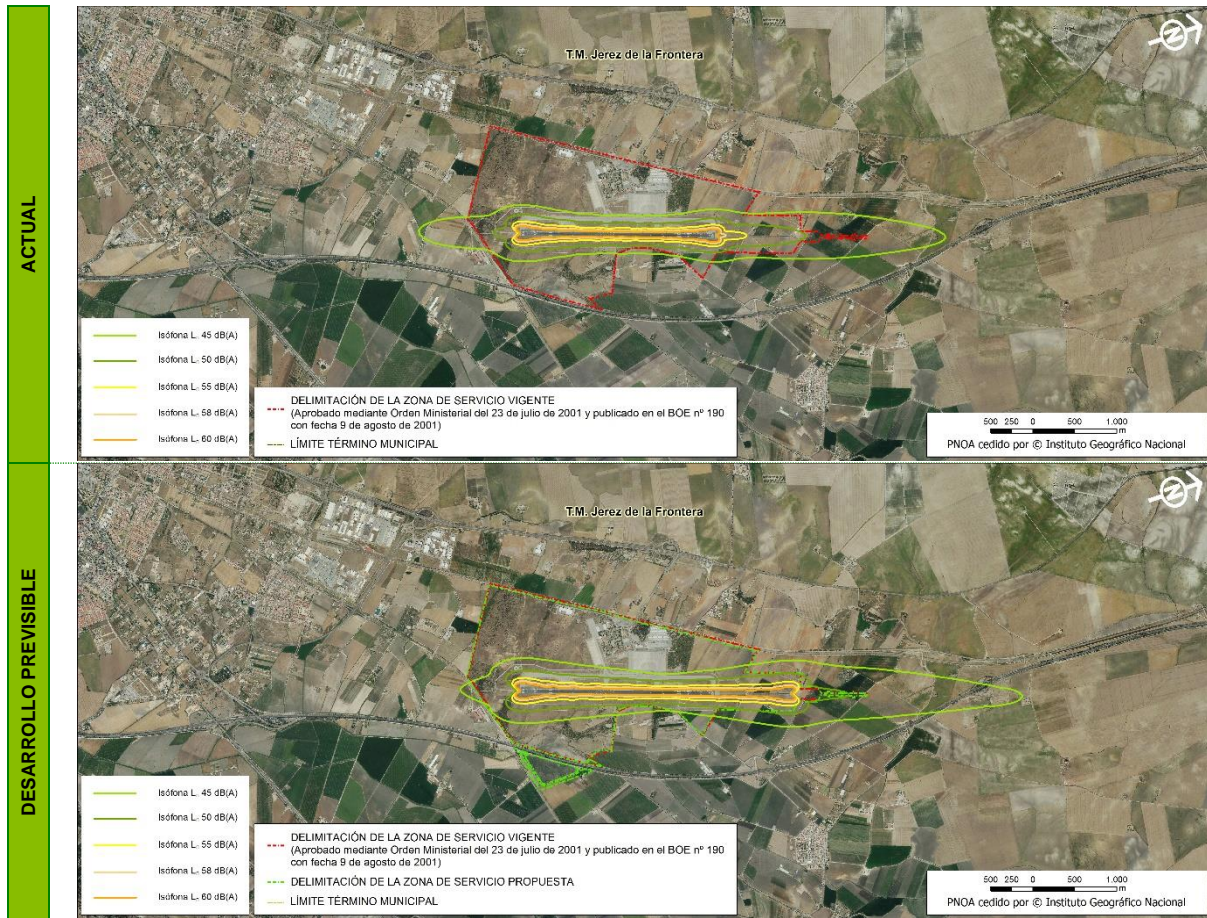 ACTUAL
T.M. Jerez de la Frontera
N
Isófona L 45 dB(A)
Isófona L 50 dB(A)
Isófona L 55 dB(A)
Isófona L 58 dB(A)
Isófona L 60 dB(A)
DELIMITACIÓN DE LA ZONA DE SERVICIO VIGENTE
(Aprobado mediante Orden Ministerial del 23 de julio de 2001 y publicado en el BOE nº 190
con fecha 9 de agosto de 2001)
LÍMITE TÉRMINO MUNICIPAL
500 250 0 500 1.000
m
PNOA cedido por © Instituto Geográfico Nacional
DESARROLLO PREVISIBLE
T.M. Jerez de la Frontera
N
Isófona L 45 dB(A)
Isófona L 50 dB(A)
Isófona L 55 dB(A)
Isófona L 58 dB(A)
Isófona L 60 dB(A)
DELIMITACIÓN DE LA ZONA DE SERVICIO VIGENTE
(Aprobado mediante Orden Ministerial del 23 de julio de 2001 y publicado en el BOE nº 190
con fecha 9 de agosto de 2001)
DELIMITACIÓN DE LA ZONA DE SERVICIO PROPUESTA
LÍMITE TÉRMINO MUNICIPAL
500 250 0 500 1.000
m
PNOA cedido por © Instituto Geográfico Nacional